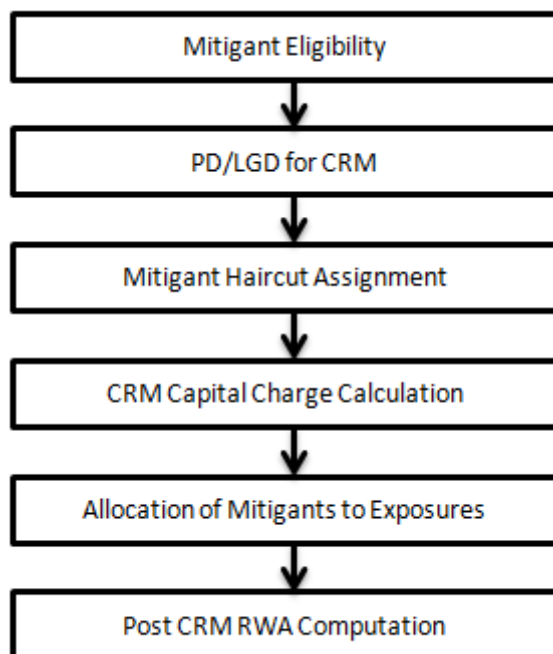 Mitigant Eligibility
PD/LGD for CRM
Mitigant Haircut Assignment
CRM Capital Charge Calculation
Allocation of Mitigants to Exposures
Post CRM RWA Computation